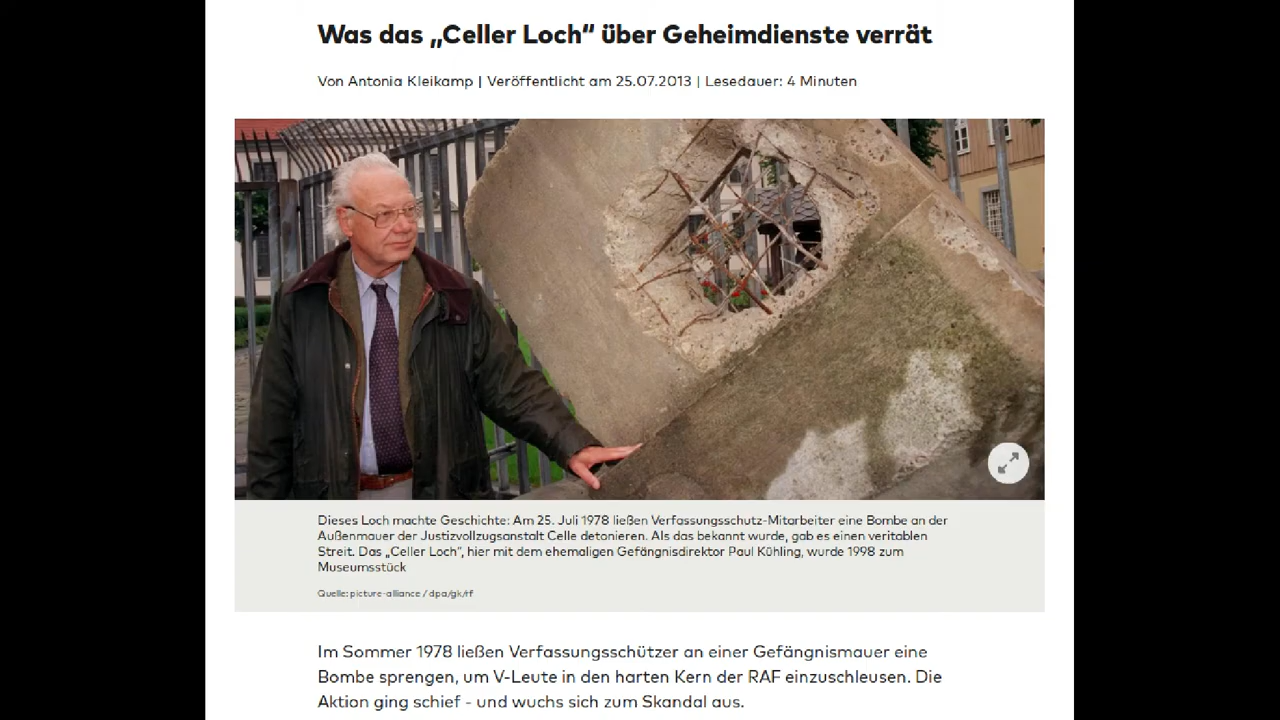 Was das „Celler Loch“ über Geheimdienste verrät
Von Antonia Kleikamp | Veröffentlicht am 25.07.2013 | Lesedauer: 4 Minuten
Dieses Loch machte Geschichte: Am 25. Juli 1978 ließen Verfassungsschutz-Mitarbeiter eine Bombe an der
Außenmauer der Justizvollzugsanstalt Celle detonieren. Als das bekannt wurde, gab es einen veritablen
Streit. Das „Celler Loch“, hier mit dem ehemaligen Gefängnisdirektor Paul Kühling, wurde 1998 zum
Museumsstück
Quelle: picture-alliance / dpa/gk/rf
Im Sommer 1978 ließen Verfassungsschützer an einer Gefängnismauer eine
Bombe sprengen, um V-Leute in den harten Kern der RAF einzuschleusen. Die
Aktion ging schief - und wuchs sich zum Skandal aus.